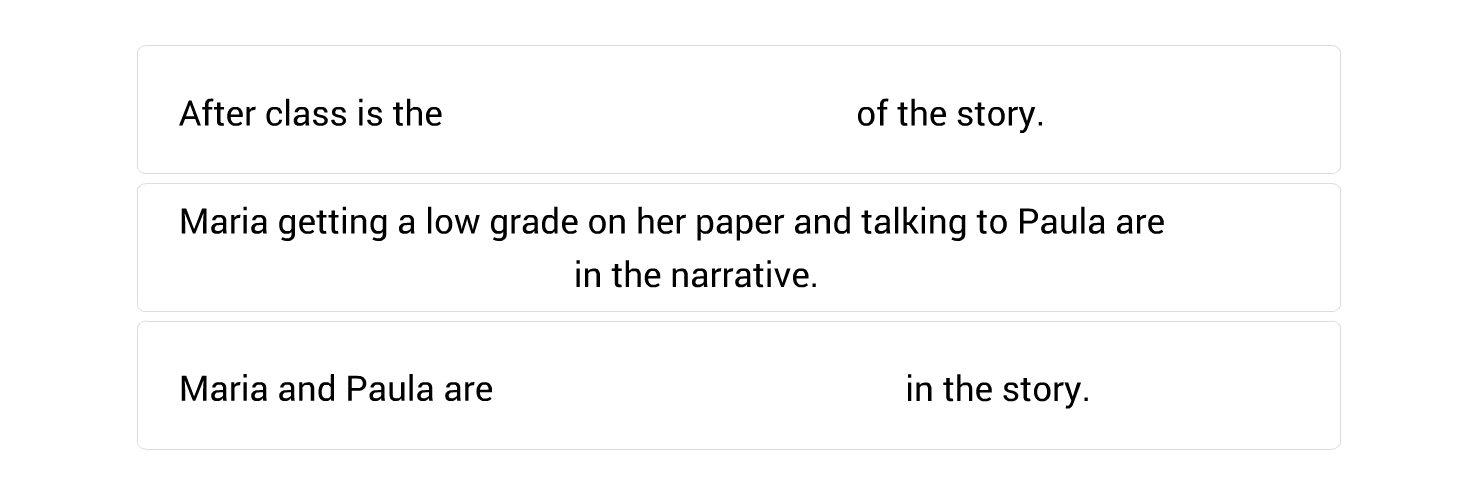 After class is the of the story.
Maria getting a low grade on her paper and talking to Paula are
in the narrative.
Maria and Paula are in the story.